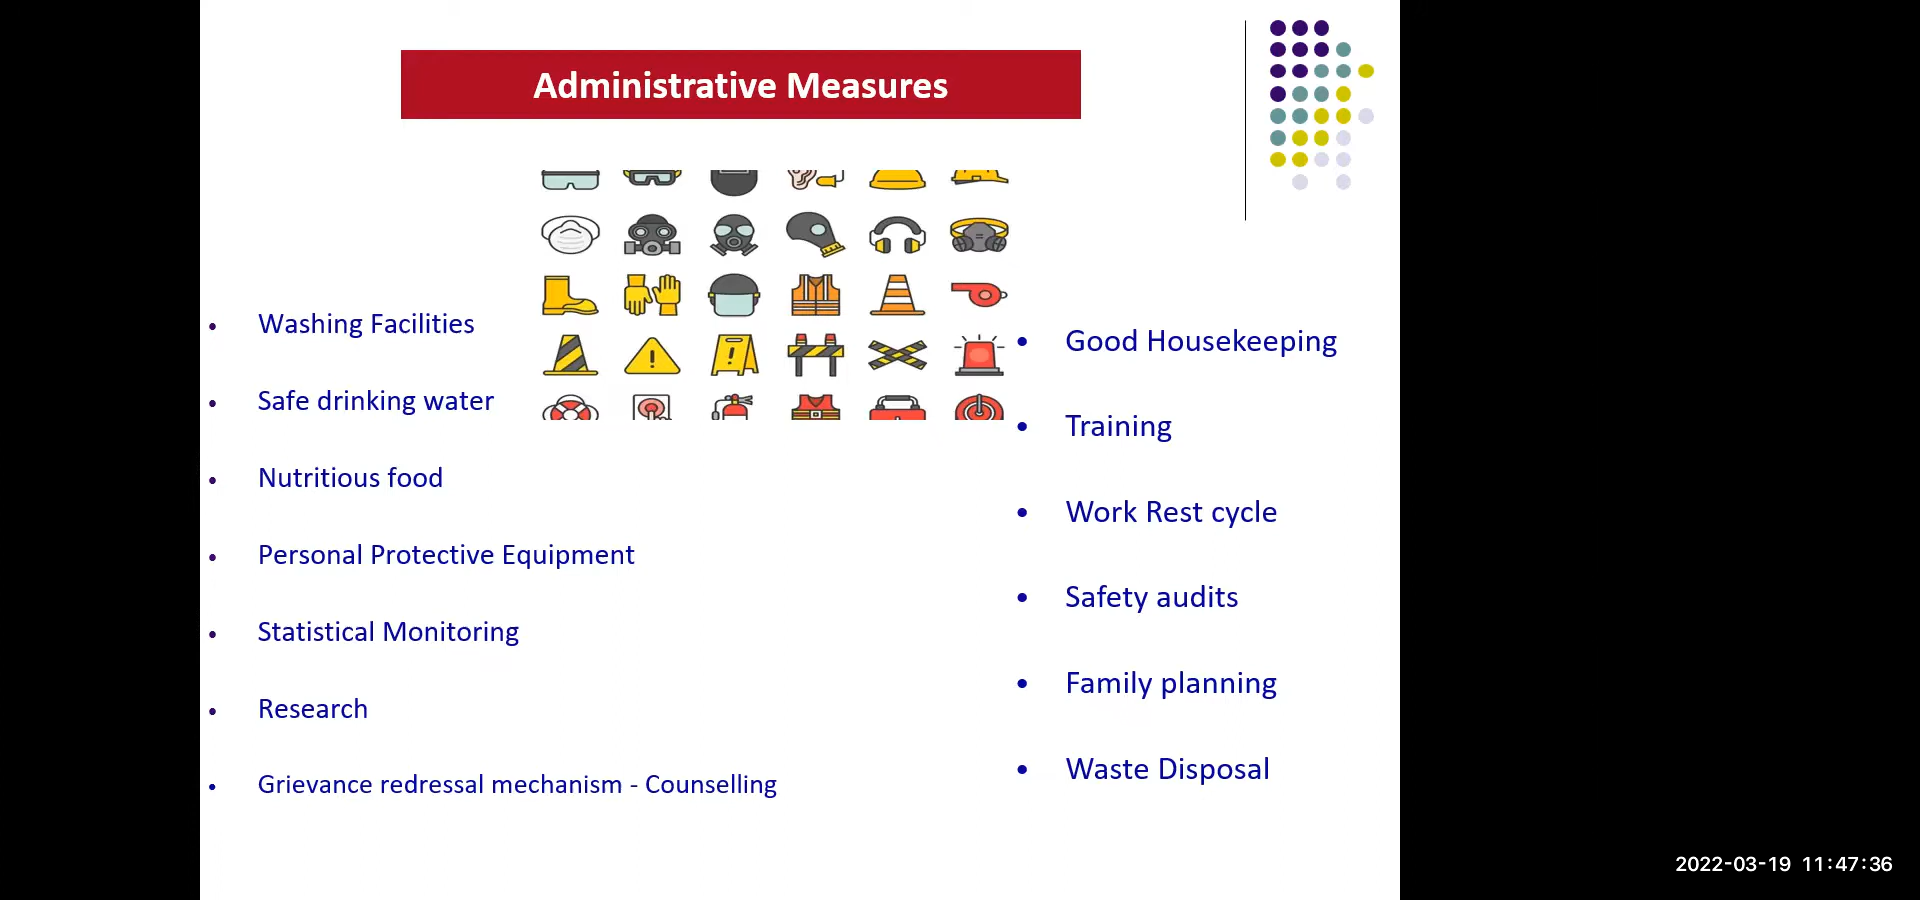 Administrative Measures
Washing Facilities
Safe drinking water
Nutritious food
Personal Protective Equipment
Statistical Monitoring
Research
Grievance redressal mechanism - Counselling
Good Housekeeping
Training
Work Rest cycle
Safety audits
Family planning
Waste Disposal
2022-03-19 11:47:36